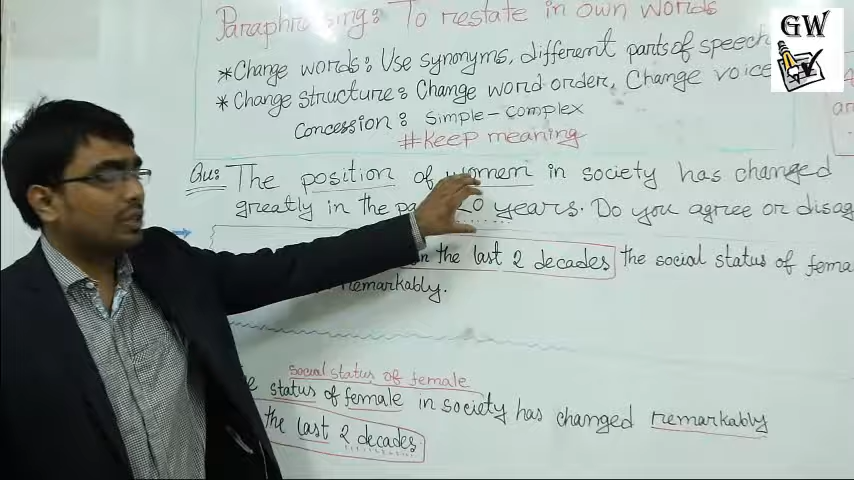 Paraphrasing: To restate in own words
GW
*Change words: Use synonyms, different parts of speech
*Change structure: Change word order, Change voice
Concession: Simple-complex
#Keep meaning
Qu: The position of women in society has changed
greatly in the 20 years. Do you agree or disag
the last 2 decades the social status of fema
remarkably.
social status of female
status of female in society has changed remarkably
the last 2 decades